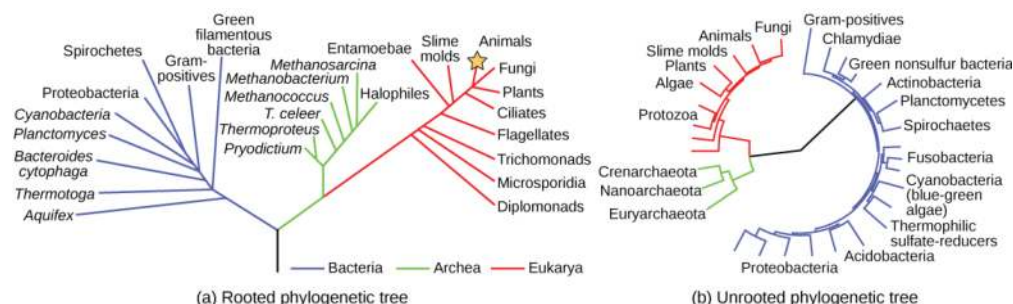 Green
filamentous
bacteria
Spirochetes
Gram-
positives
Proteobacteria
Cyanobacteria
Planctomyces
Bacteroides
cytophaga
Thermotoga
Aquifex
Entamoebae
Slime
molds
Animals
Methanosarcina
Methanobacterium
Methanococcus
T. celeer
Thermoproteus
Pryodictium
Halophiles
Fungi
Plants
Ciliates
Flagellates
Trichomonads
Microsporidia
Diplomonads
Bacteria
Archea
Eukarya
(a) Rooted phylogenetic tree
Fungi
Animals
Slime molds
Plants
Algae
Protozoa
Crenarchaeota
Nanoarchaeota
Euryarchaeota
Gram-positives
Chlamydiae
Green nonsulfur bacteria
Actinobacteria
Planctomycetes
Spirochaetes
Fusobacteria
Cyanobacteria
(blue-green
algae)
Thermophilic
sulfate-reducers
Acidobacteria
Proteobacteria
(b) Unrooted phylogenetic tree